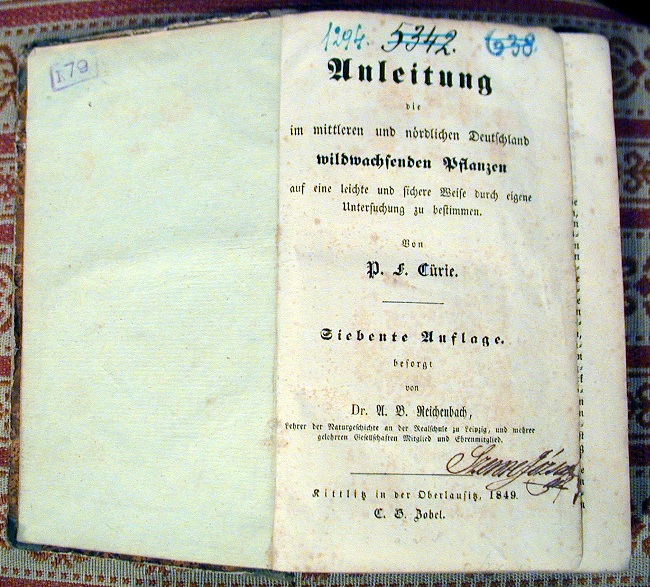 I.79
1294. 5342. 6938
Anleitung
die
im mittleren und nördlichen Deutschland
wildwachsenden Pflanzen
auf eine leichte und sichere Weise durch eigene
Untersuchung zu bestimmen.
Von
P. F. Cürie.
Siebente Auflage.
besorgt
von
Dr. A. B. Reichenbach,
Lehrer der Naturgeschichte an der Realschule zu Leipzig, und mehrer
gelehrten Gesellschaften Mitglied und Ehrenmitglied.
Kittlitz in der Oberlausitz, 1849.
C. G. Zobel.